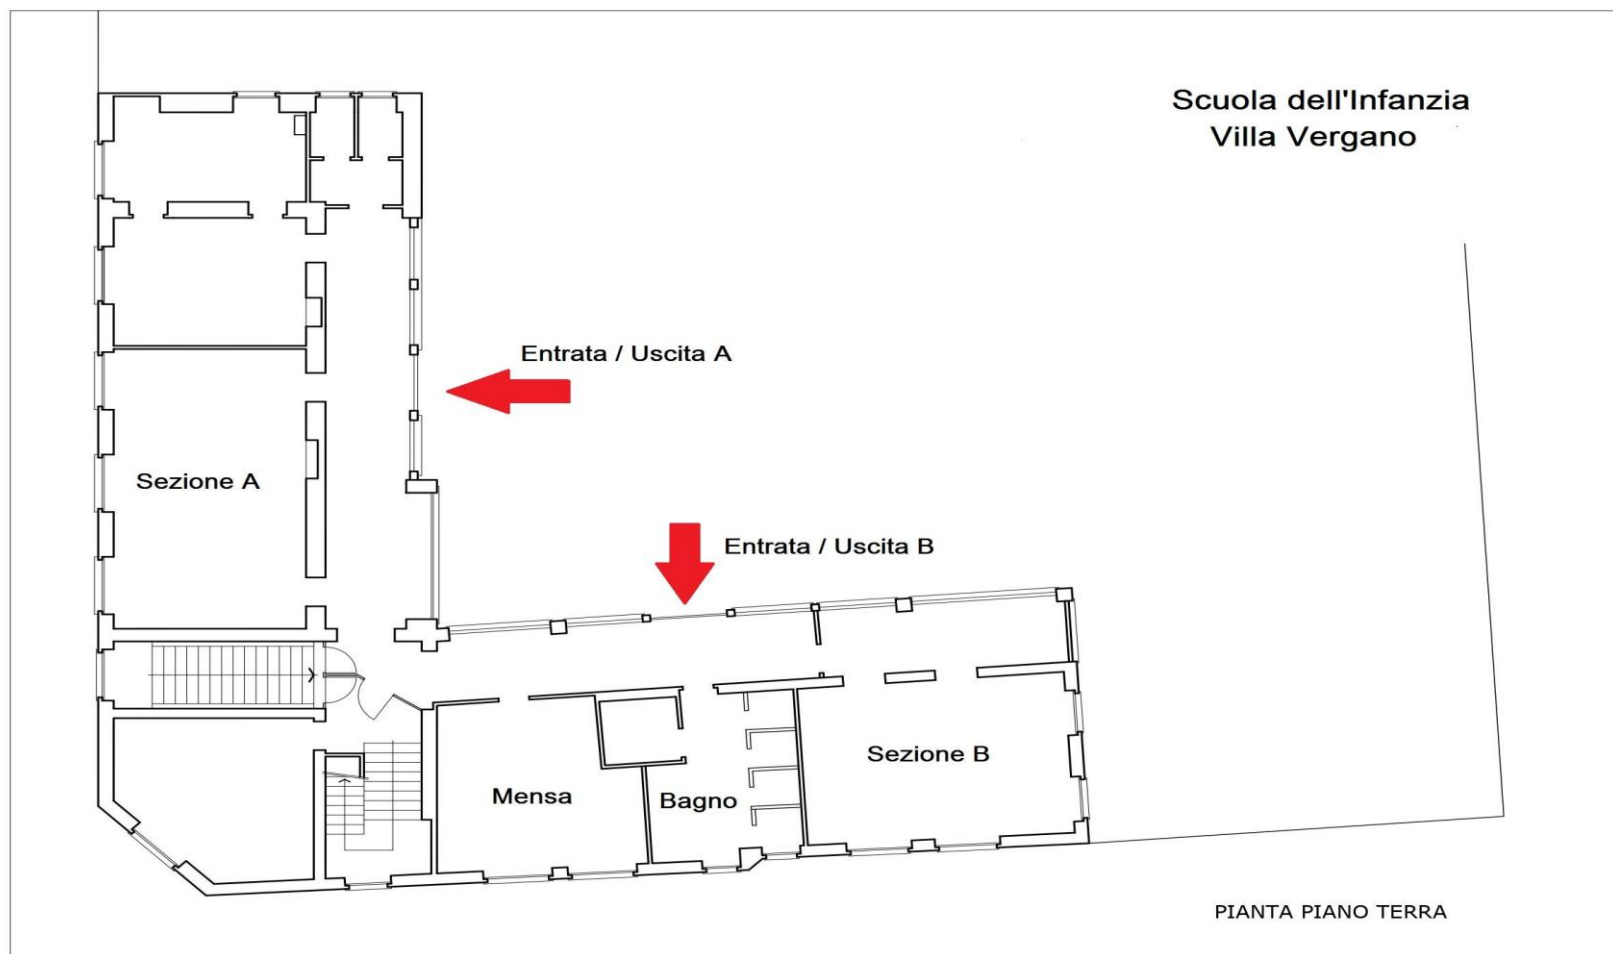 Scuola dell'Infanzia
Villa Vergano
Entrata / Uscita A
Sezione A
Entrata / Uscita B
Sezione B
Mensa
Bagno
PIANTA PIANO TERRA